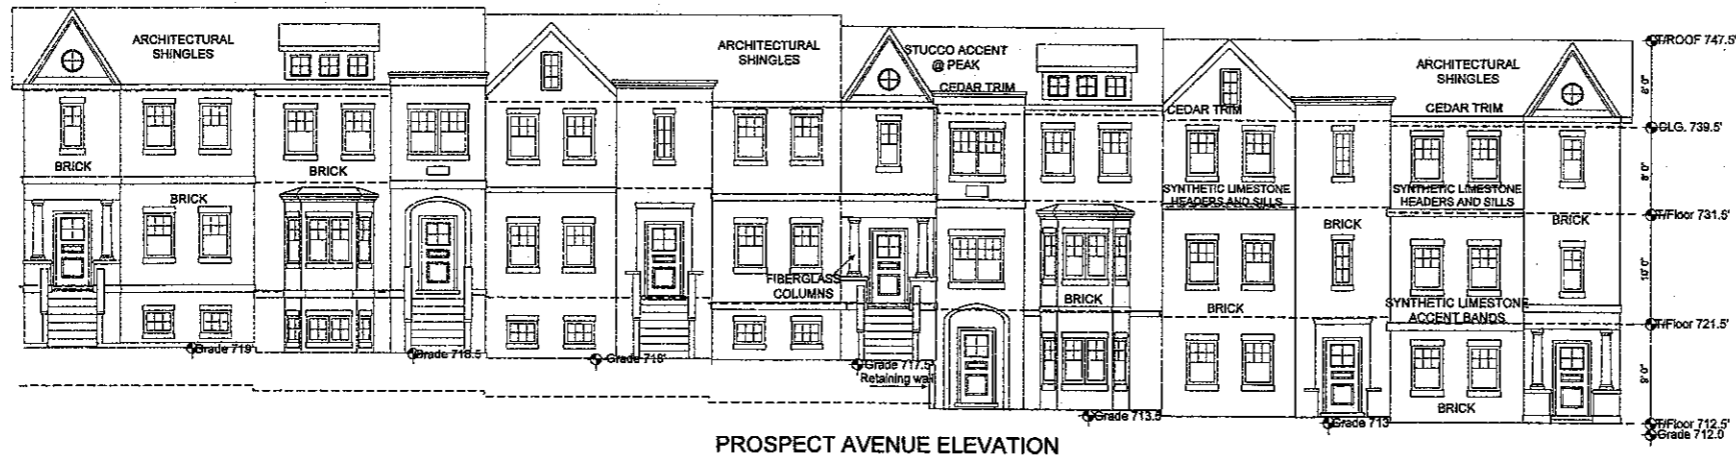 ARCHITECTURAL
SHINGLES
ARCHITECTURAL
SHINGLES
STUCCO ACCENT
@ PEAK
CEDAR TRIM
ARCHITECTURAL
SHINGLES
CEDAR TRIM
CEDAR TRIM
T/ROOF 747.5'
8'0"
CLG. 739.5'
BRICK
BRICK
BRICK
SYNTHETIC LIMESTONE
HEADERS AND SILLS
SYNTHETIC LIMESTONE
HEADERS AND SILLS
8'0"
T/Floor 731.5'
BRICK
BRICK
FIBERGLASS
COLUMNS
BRICK
BRICK
SYNTHETIC LIMESTONE
ACCENT BANDS
10'0"
T/Floor 721.5'
Grade 719'
Grade 718.5
Grade 718'
Grade 717.5'
Retaining wall
9'0"
BRICK
Grade 713.5
Grade 713'
T/Floor 712.5'
Grade 712.0
PROSPECT AVENUE ELEVATION